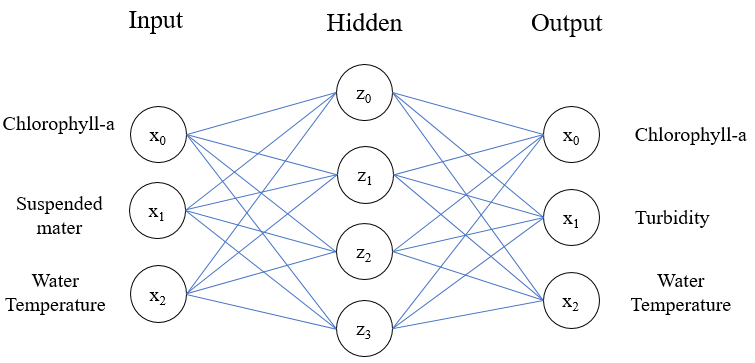 Input
Hidden
Output
Chlorophyll-a
x0
z0
x0
Chlorophyll-a
Suspended
mater
x1
z1
x1
Turbidity
Water
Temperature
x2
z2
x2
Water
Temperature
z3